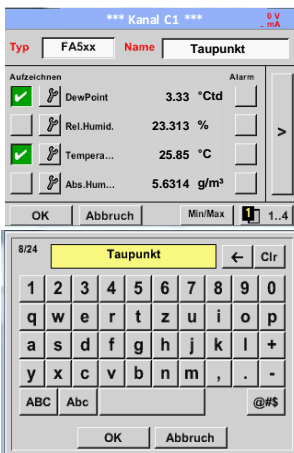 *** Kanal C1 ***
0 V
_ mA
Typ FA5xx Name Taupunkt
Aufzeichnen Alarm
DewPoint 3.33 °Ctd
Rel.Humid. 23.313 %
>
Tempera... 25.85 °C
Abs.Hum... 5.6314 g/m³
OK Abbruch Min/Max 1 1..4
8/24 Taupunkt ← Clr
1 2 3 4 5 6 7 8 9 0
q w e r t z u i o p
a s d f g h j k l +
y x c v b n m , . -
ABC Abc @#$
OK Abbruch